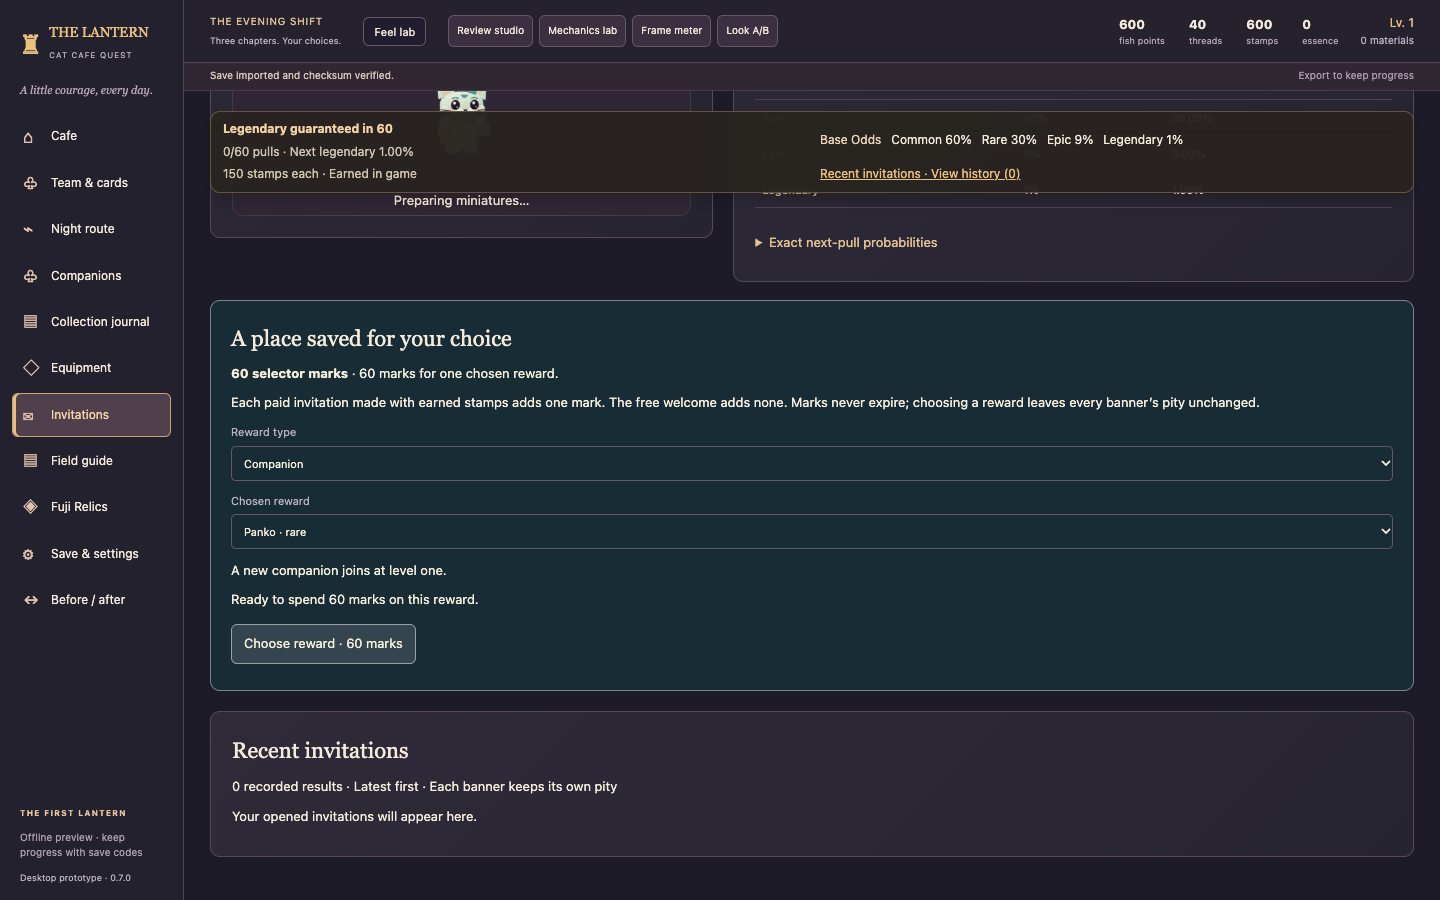 THE LANTERN
CAT CAFE QUEST
A little courage, every day.
Cafe
Team & cards
Night route
Companions
Collection journal
Equipment
Invitations
Field guide
Fuji Relics
Save & settings
Before / after
THE FIRST LANTERN
Offline preview · keep
progress with save codes
Desktop prototype · 0.7.0
THE EVENING SHIFT
Three chapters. Your choices.
Feel lab
Review studio
Mechanics lab
Frame meter
Look A/B
600
fish points
40
threads
600
stamps
0
essence
Lv. 1
0 materials
Save imported and checksum verified.
Export to keep progress
Legendary guaranteed in 60
0/60 pulls · Next legendary 1.00%
150 stamps each · Earned in game
Base Odds Common 60% Rare 30% Epic 9% Legendary 1%
Recent invitations · View history (0)
Preparing miniatures...
Exact next-pull probabilities
A place saved for your choice
60 selector marks · 60 marks for one chosen reward.
Each paid invitation made with earned stamps adds one mark. The free welcome adds none. Marks never expire; choosing a reward leaves every banner's pity unchanged.
Reward type
Companion
Chosen reward
Panko · rare
A new companion joins at level one.
Ready to spend 60 marks on this reward.
Choose reward · 60 marks
Recent invitations
0 recorded results · Latest first · Each banner keeps its own pity
Your opened invitations will appear here.